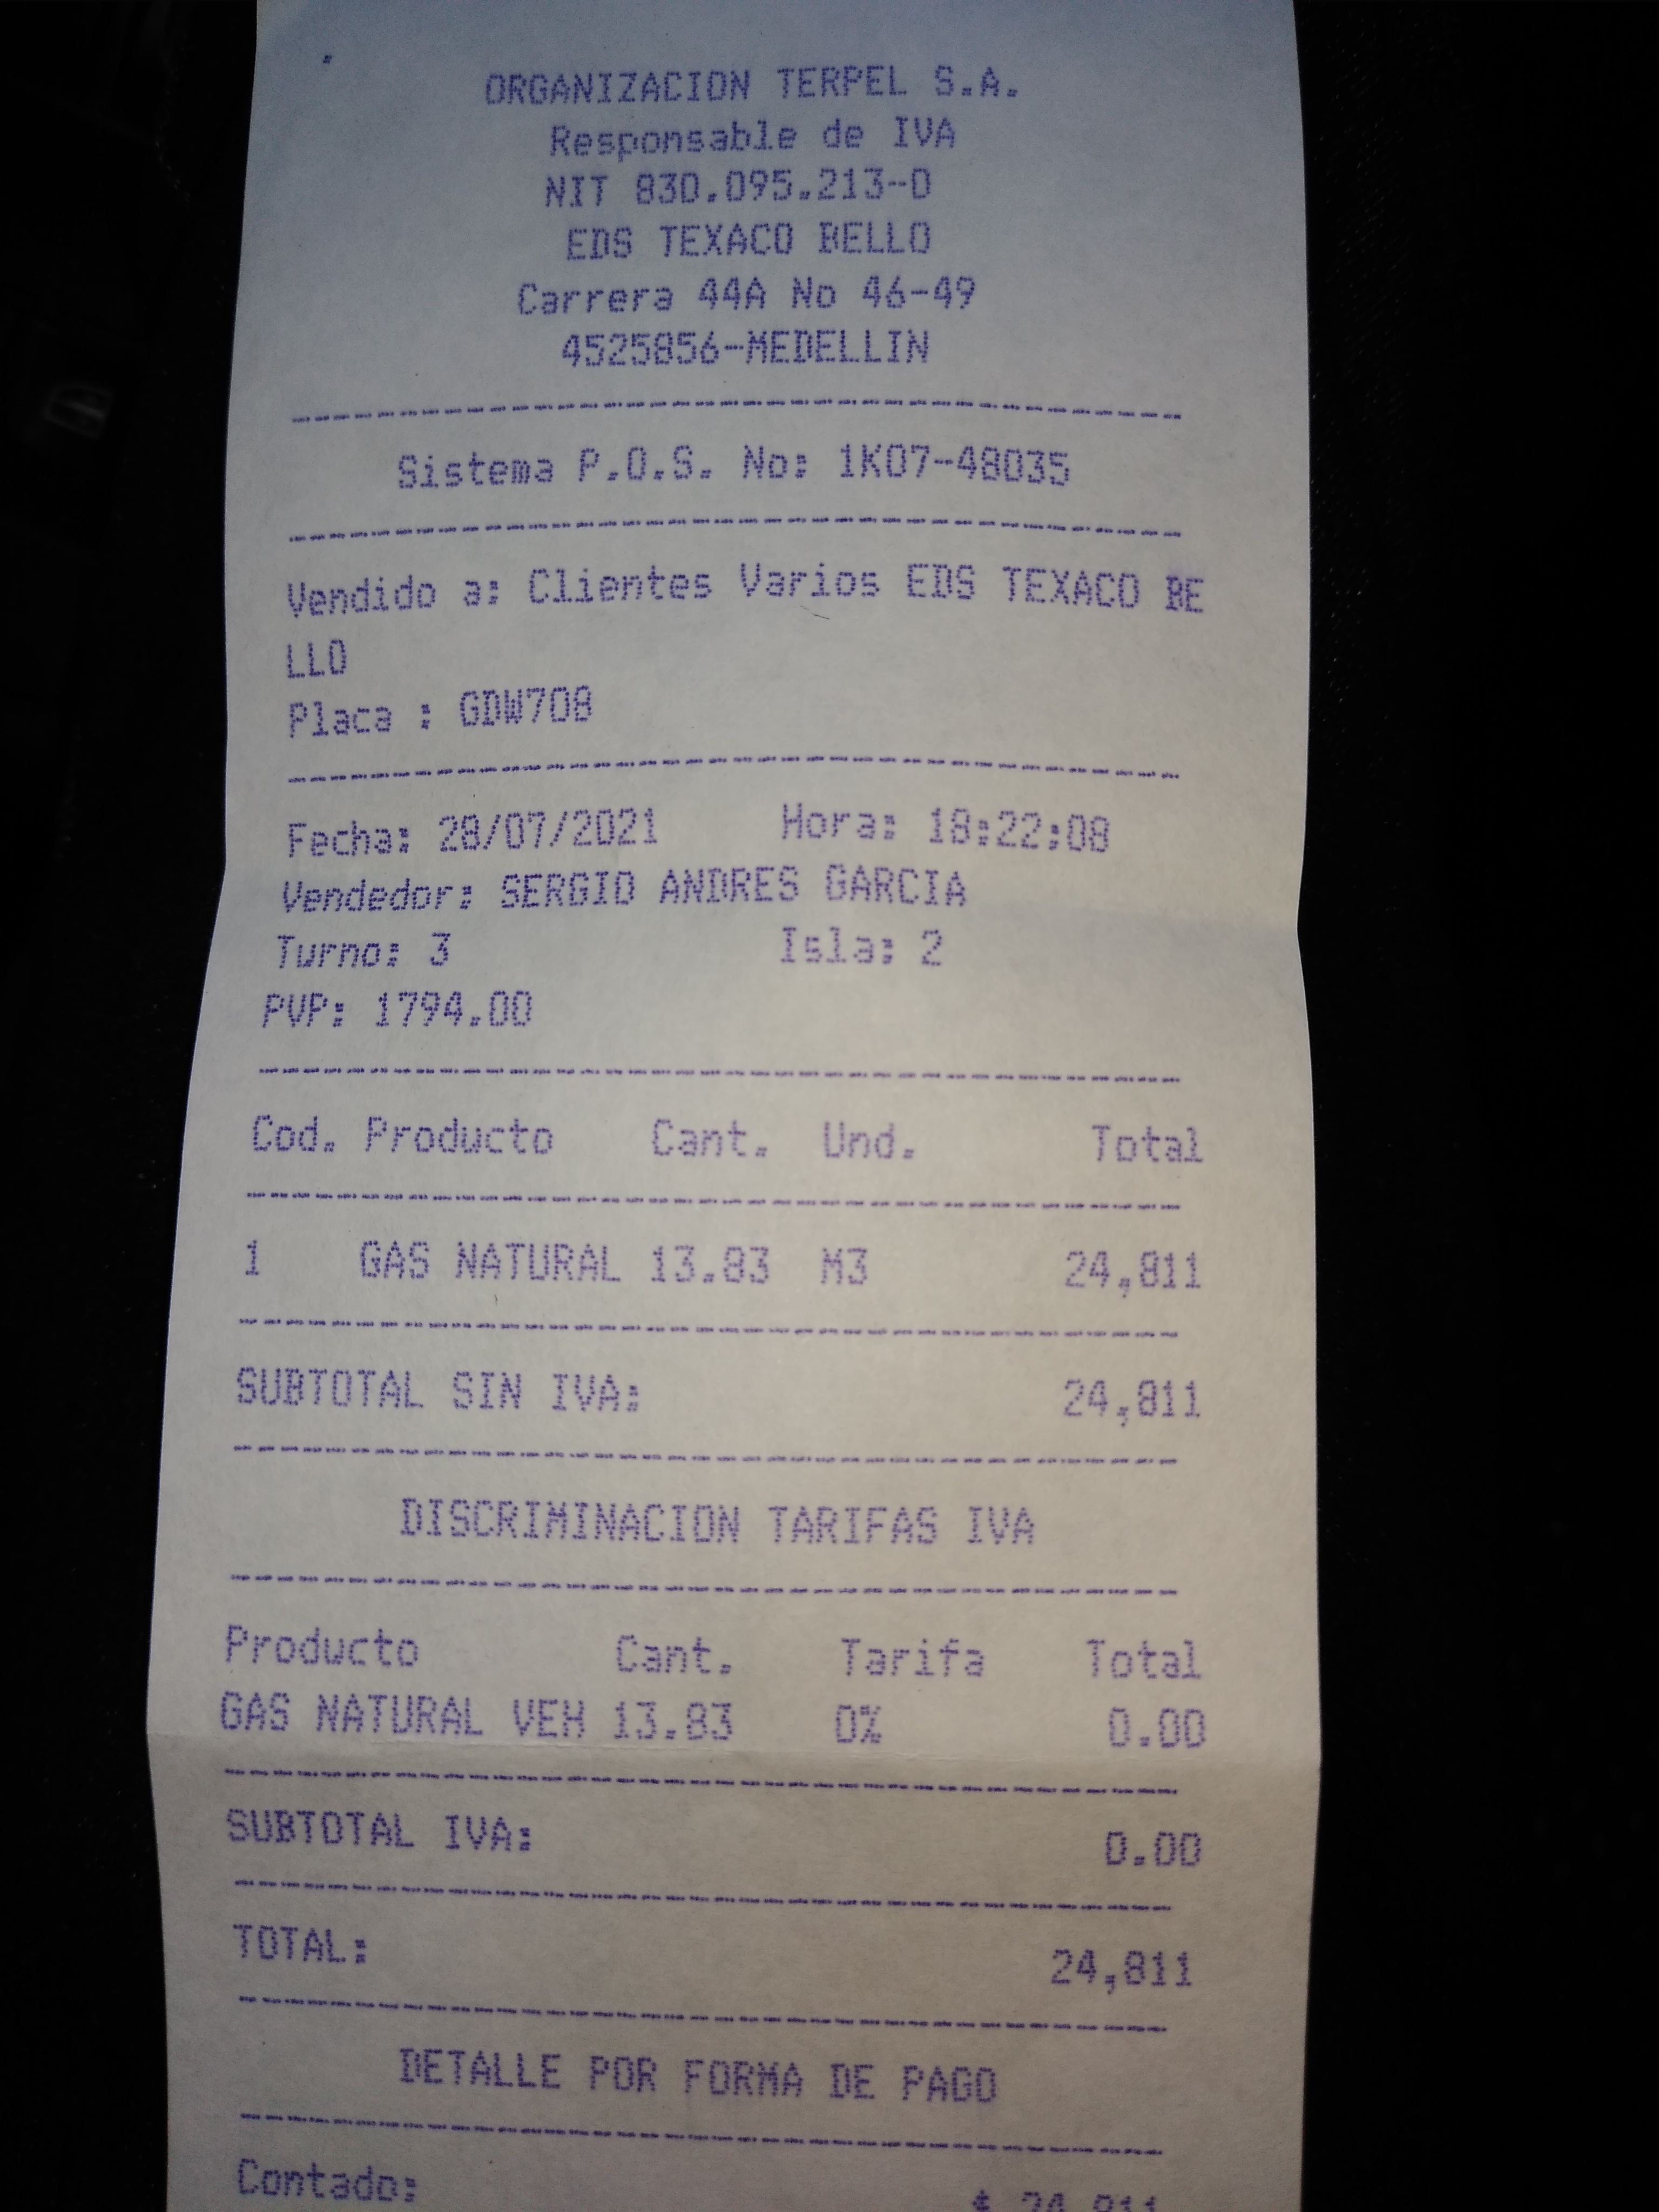 ORGANIZACION TERPEL S.A.
Responsable de IVA
NIT 830.095.213-0
EDS TEXACO BELLO
Carrera 44A No 46-49
4525856-MEDELLIN
Sistema P.O.S. No: 1K07-48035
Vendido a: Clientes Varios EDS TEXACO BE
LLO
Placa : GDW708
Fecha: 28/07/2021 Hora: 18:22:08
Vendedor: SERGIO ANDRES GARCIA
Turno: 3 Isla: 2
PVP: 1794.00
Cod. Producto Cant. Und. Total
1 GAS NATURAL 13.83 M3 24,811
SUBTOTAL SIN IVA: 24,811
DISCRIMINACION TARIFAS IVA
Producto Cant. Tarifa Total
GAS NATURAL VEH 13.83 0% 0.00
SUBTOTAL IVA: 0.00
TOTAL: 24,811
DETALLE POR FORMA DE PAGO
Contado: $ 24,811